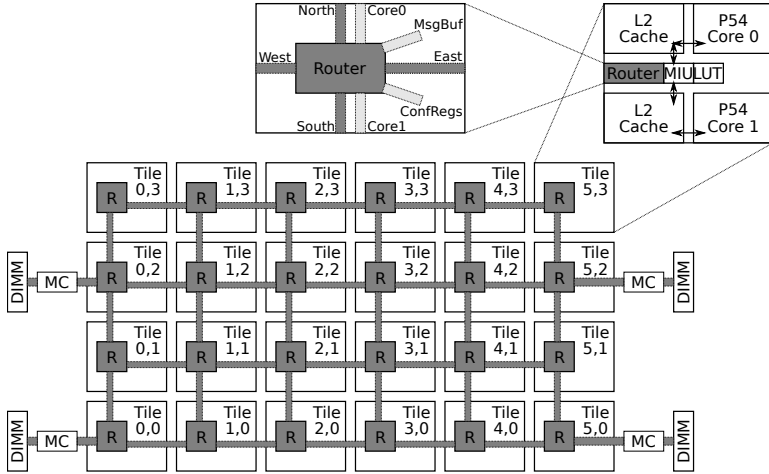 North
Core0
MsgBuf
West
Router
East
South
Core1
ConfRegs
L2
Cache
P54
Core 0
Router
MIU
LUT
L2
Cache
P54
Core 1
Tile
0,3
R
Tile
1,3
R
Tile
2,3
R
Tile
3,3
R
Tile
4,3
R
Tile
5,3
R
DIMM
MC
Tile
0,2
R
Tile
1,2
R
Tile
2,2
R
Tile
3,2
R
Tile
4,2
R
Tile
5,2
R
MC
DIMM
Tile
0,1
R
Tile
1,1
R
Tile
2,1
R
Tile
3,1
R
Tile
4,1
R
Tile
5,1
R
DIMM
MC
Tile
0,0
R
Tile
1,0
R
Tile
2,0
R
Tile
3,0
R
Tile
4,0
R
Tile
5,0
R
MC
DIMM